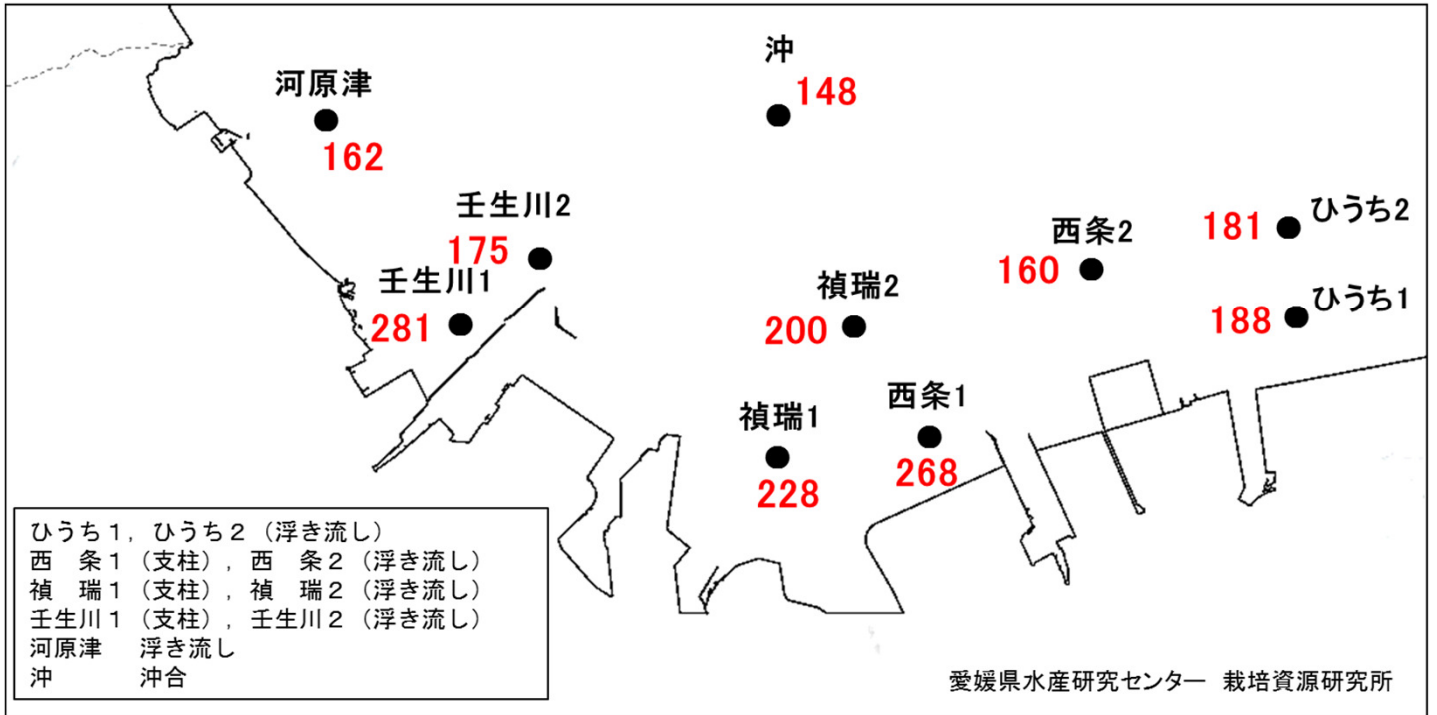 沖
148
河原津
162
壬生川2
175
ひうち2
181
西条2
160
壬生川1
281
禎瑞2
200
ひうち1
188
西条1
268
禎瑞1
228
ひうち１，ひうち２（浮き流し）
西　条１（支柱），西　条２（浮き流し）
禎　瑞１（支柱），禎　瑞２（浮き流し）
壬生川１（支柱），壬生川２（浮き流し）
河原津　　浮き流し
沖　　　　沖合
愛媛県水産研究センター　栽培資源研究所